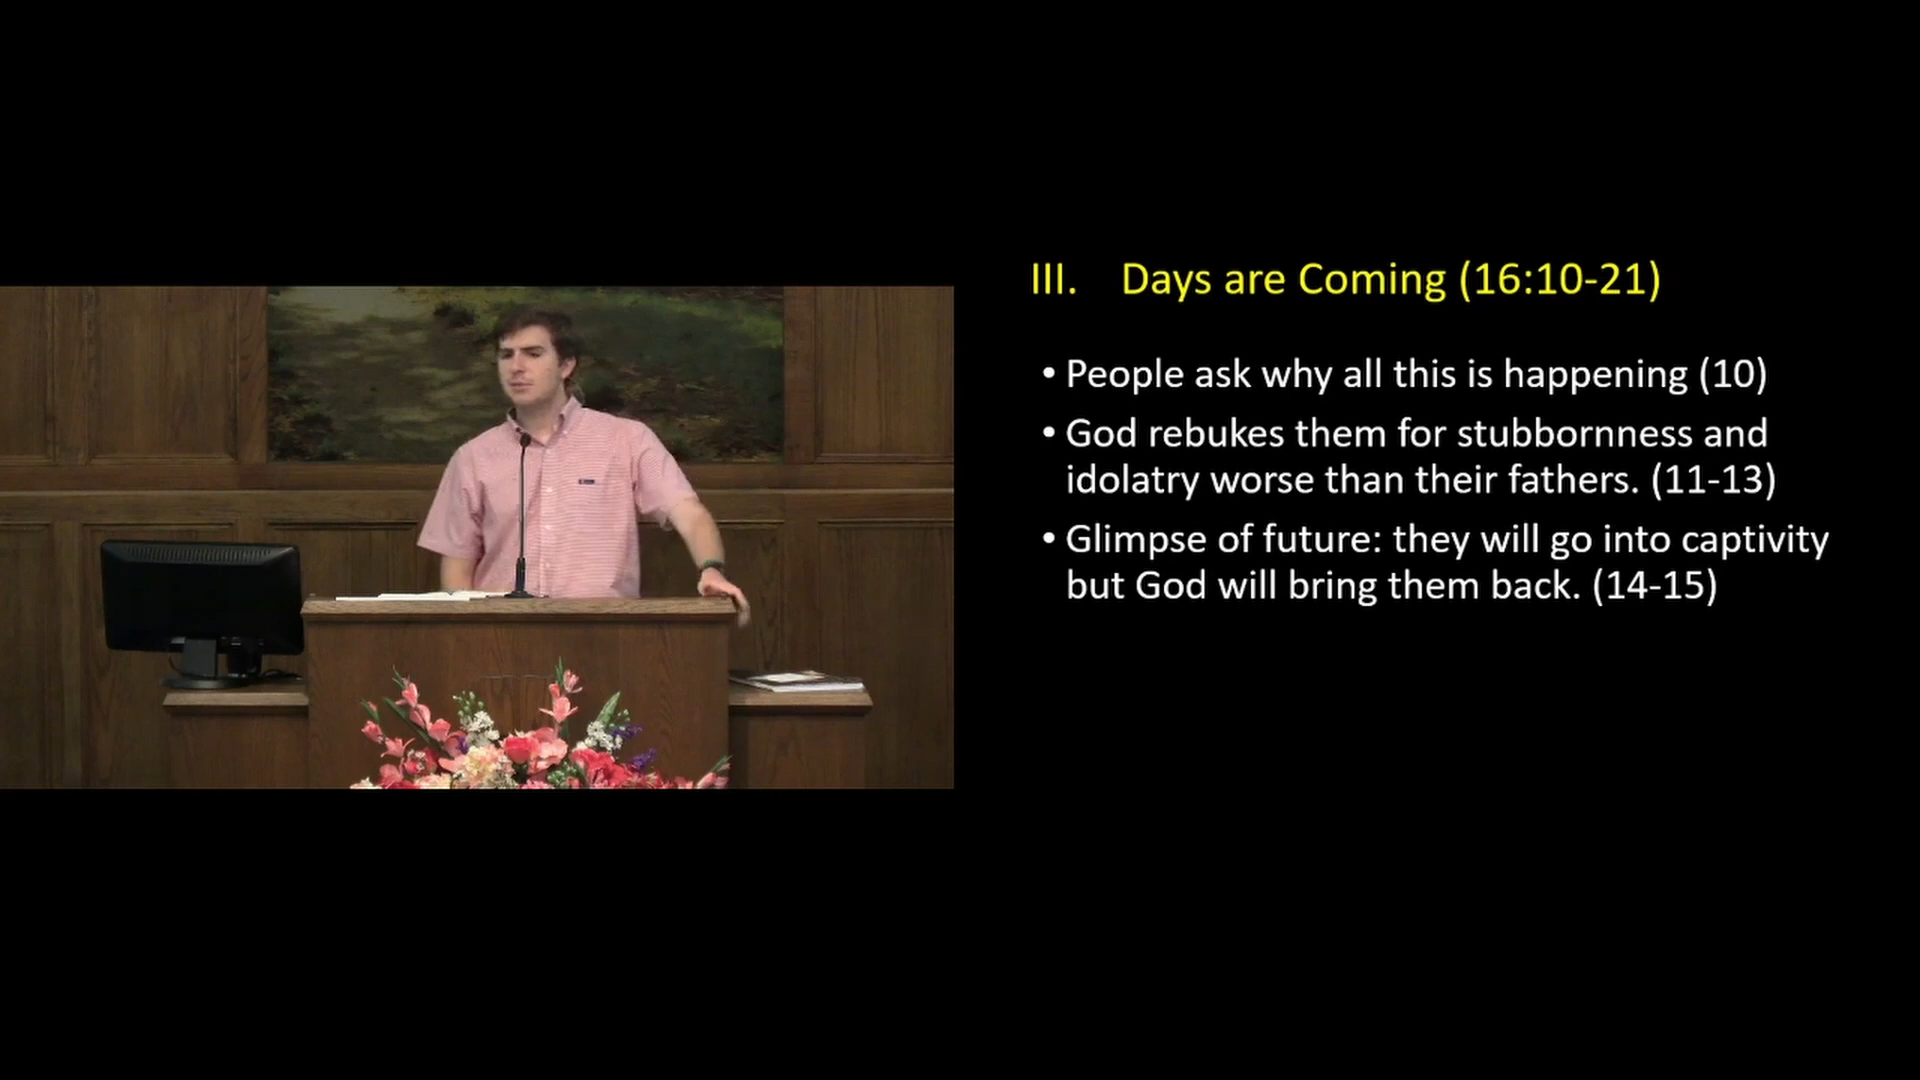 III. Days are Coming (16:10-21)
• People ask why all this is happening (10)
• God rebukes them for stubbornness and
idolatry worse than their fathers. (11-13)
• Glimpse of future: they will go into captivity
but God will bring them back. (14-15)